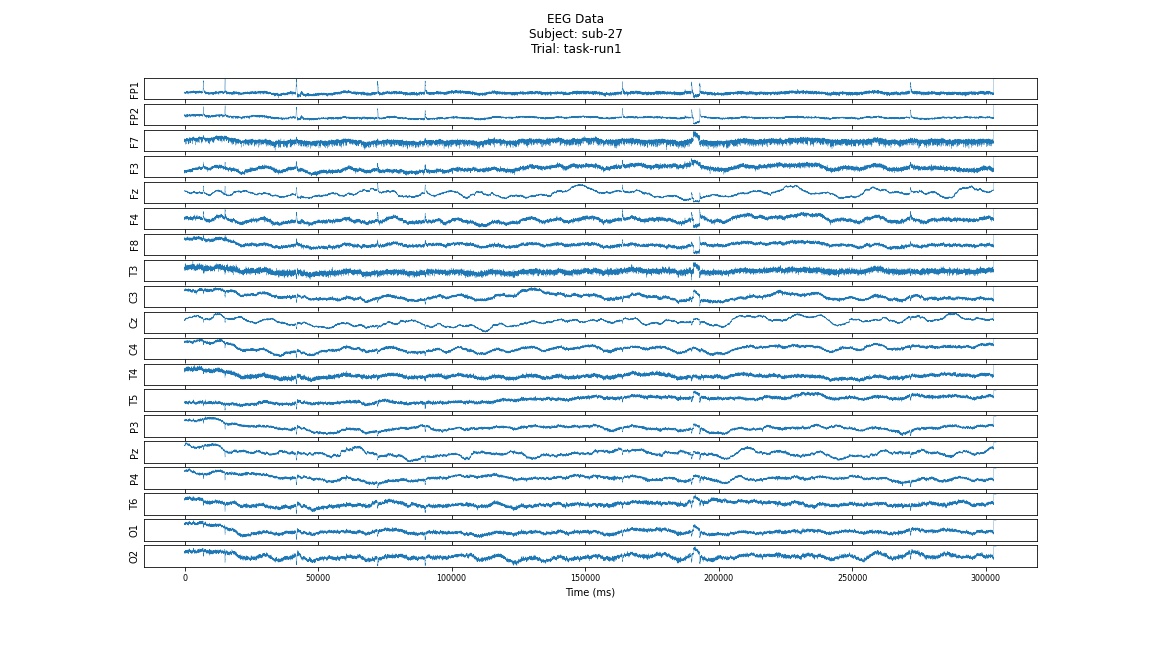 EEG Data
Subject: sub-27
Trial: task-run1
FP1
FP2
F7
F3
Fz
F4
F8
T3
C3
Cz
C4
T4
T5
P3
Pz
P4
T6
O1
O2
0 50000 100000 150000 200000 250000 300000
Time (ms)